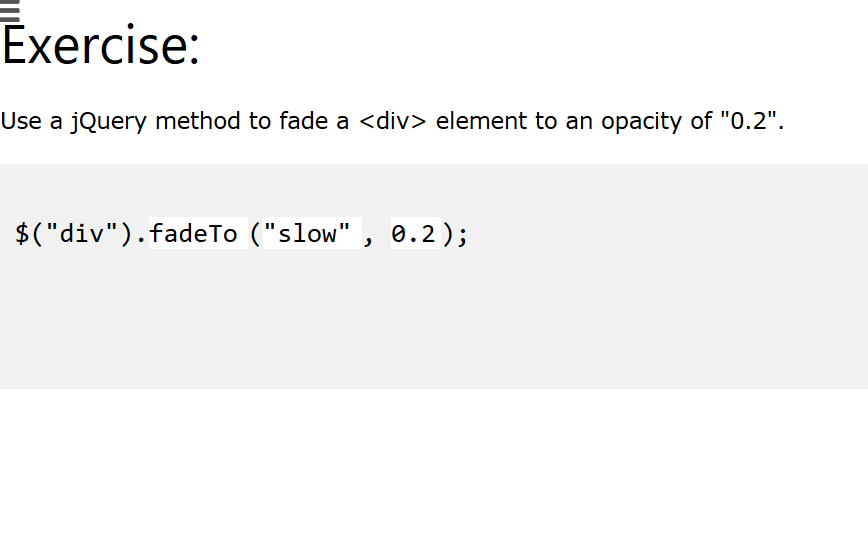 Exercise:
Use a jQuery method to fade a <div> element to an opacity of "0.2".
$("div").fadeTo ("slow" , 0.2 );